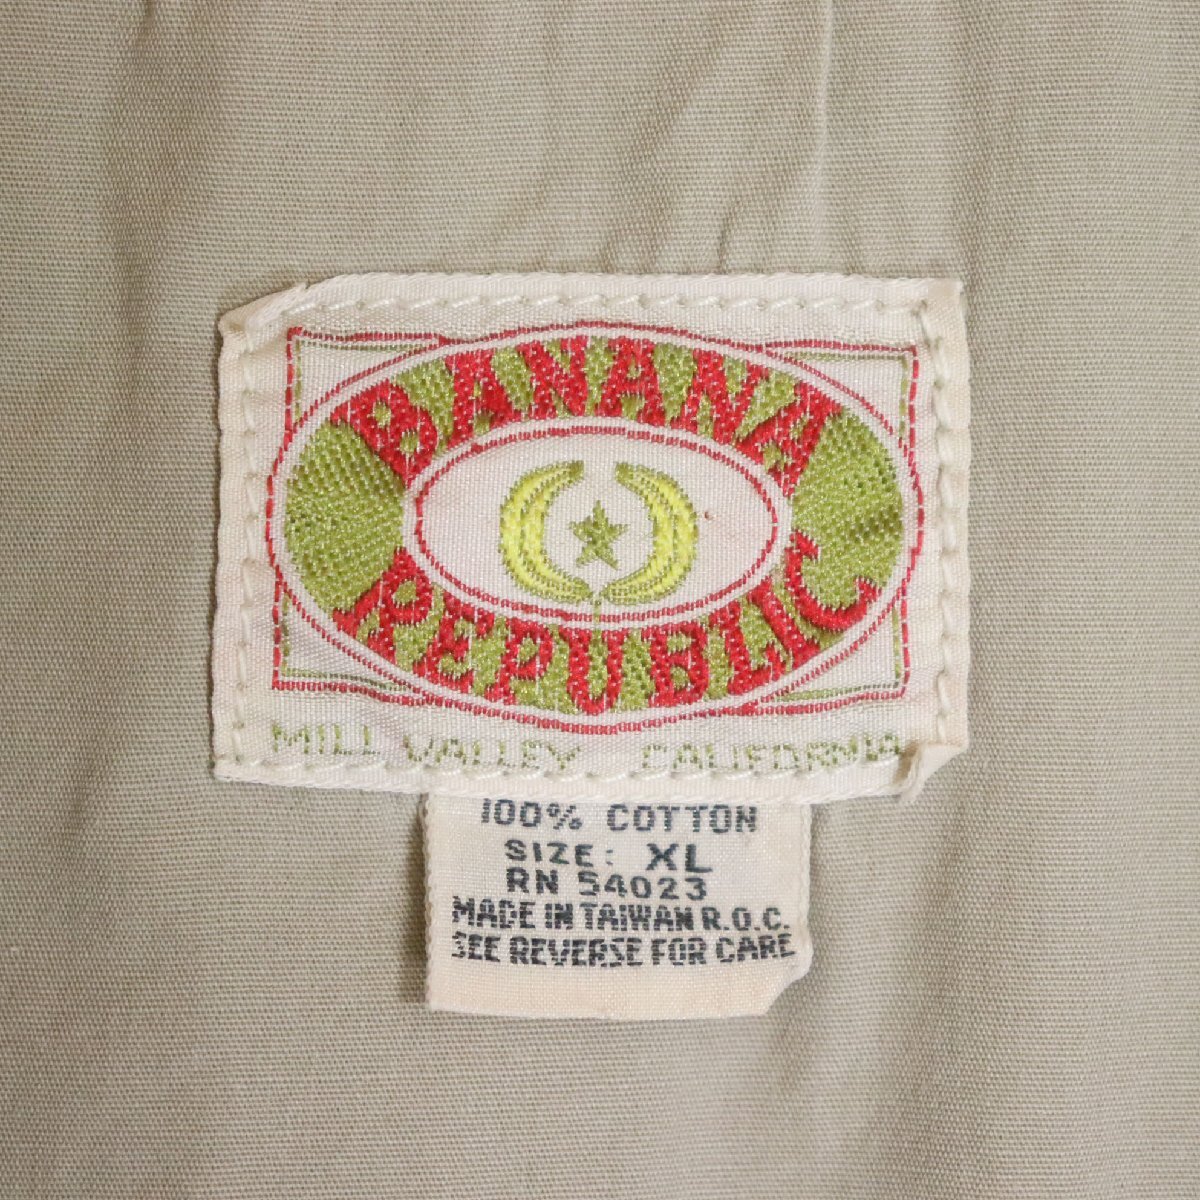 BANANA
REPUBLIC
MILL VALLEY CALIFORNIA
100% COTTON
SIZE: XL
RN 54023
MADE IN TAIWAN R.O.C.
SEE REVERSE FOR CARE